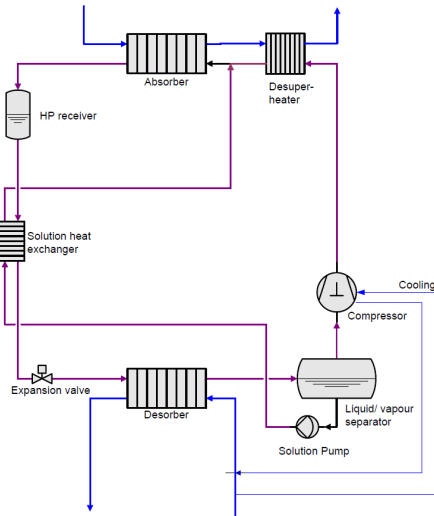 Absorber
Desuper-
heater
HP receiver
Solution heat
exchanger
Cooling
Compressor
Expansion valve
Desorber
Liquid/ vapour
separator
Solution Pump